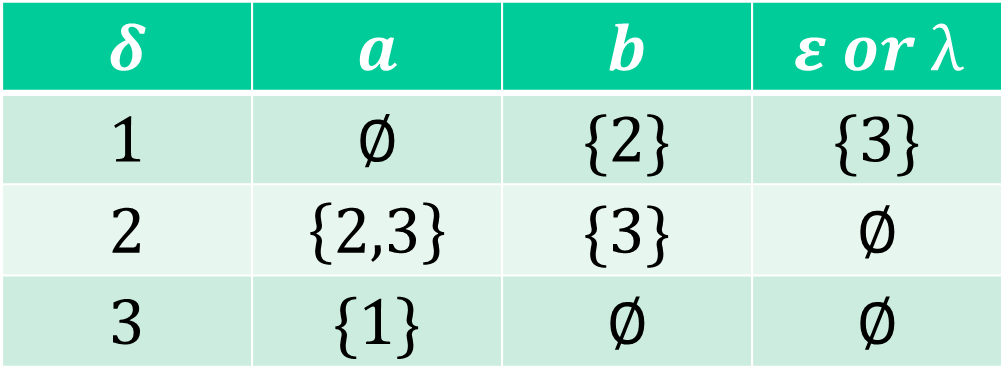 δ a b ε or λ
1 ∅ {2} {3}
2 {2,3} {3} ∅
3 {1} ∅ ∅